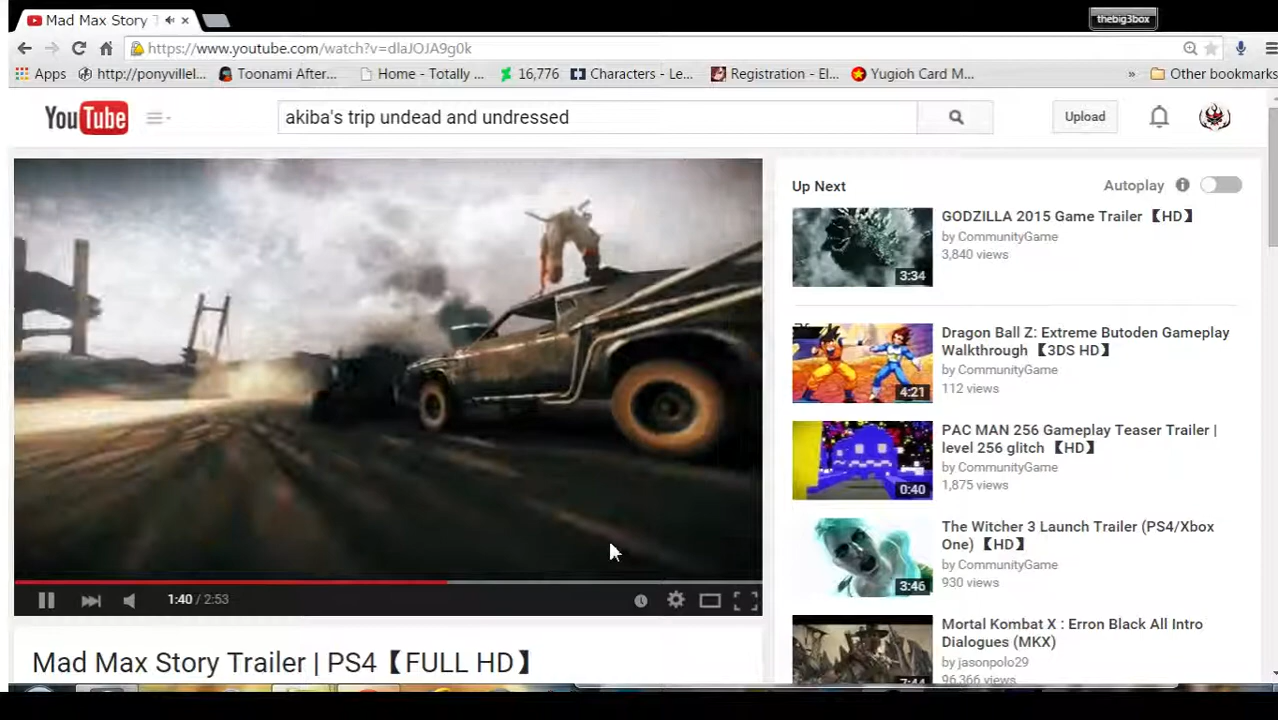 Mad Max Story T
thebig3box
https://www.youtube.com/watch?v=dlaJOJA9g0k
Apps http://ponyvillel... Toonami After... Home - Totally ... 16,776 Characters - Le... Registration - El... Yugioh Card M... » Other bookmarks
YouTube
akiba's trip undead and undressed
Upload
Up Next
Autoplay
GODZILLA 2015 Game Trailer 【HD】
by CommunityGame
3,840 views
3:34
Dragon Ball Z: Extreme Butoden Gameplay
Walkthrough 【3DS HD】
by CommunityGame
112 views
4:21
PAC MAN 256 Gameplay Teaser Trailer |
level 256 glitch 【HD】
by CommunityGame
1,875 views
0:40
The Witcher 3 Launch Trailer (PS4/Xbox
One) 【HD】
by CommunityGame
930 views
3:46
Mortal Kombat X : Erron Black All Intro
Dialogues (MKX)
by jasonpolo29
96,366 views
7:44
1:40 / 2:53
Mad Max Story Trailer | PS4【FULL HD】